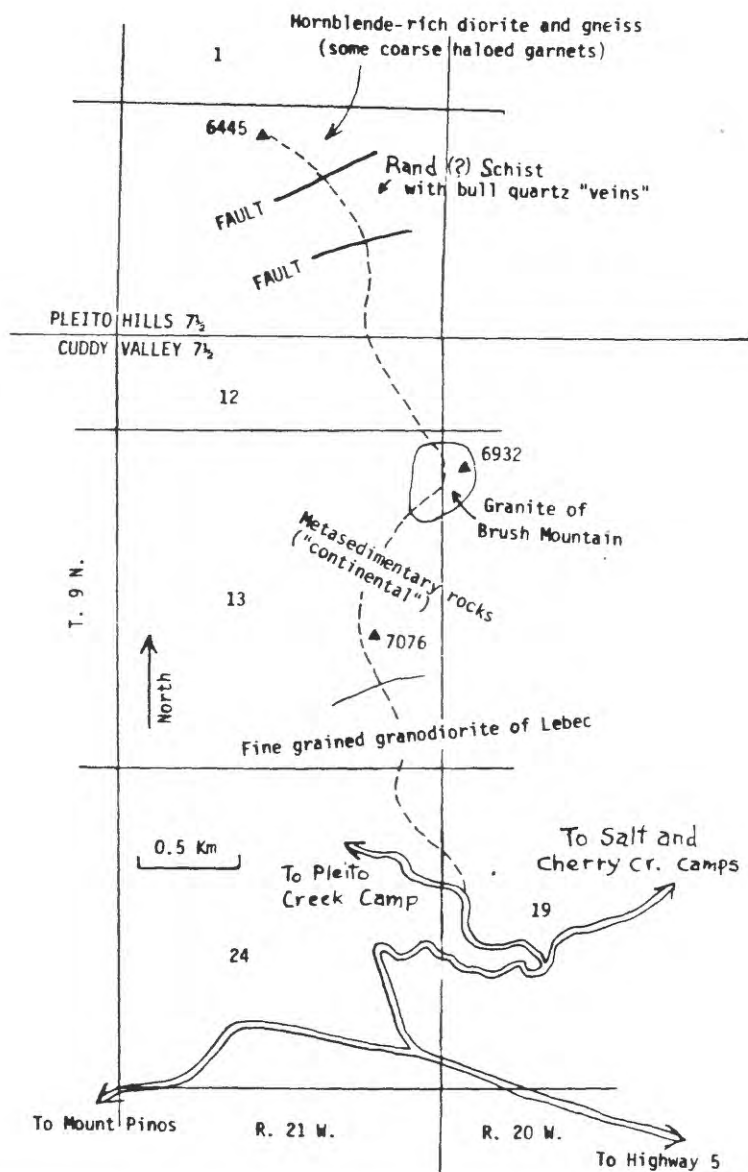 Hornblende-rich diorite and gneiss
(some coarse haloed garnets)
1
6445
Rand (?) Schist
with bull quartz "veins"
FAULT
FAULT
PLEITO HILLS 7½
CUDDY VALLEY 7½
12
6932
Granite of
Brush Mountain
Metasedimentary rocks
("continental")
13
T. 9 N.
7076
North
Fine grained granodiorite of Lebec
0.5 Km
To Salt and
Cherry Cr. Camps
To Pleito
Creek Camp
19
24
To Mount Pinos
R. 21 W.
R. 20 W.
To Highway 5